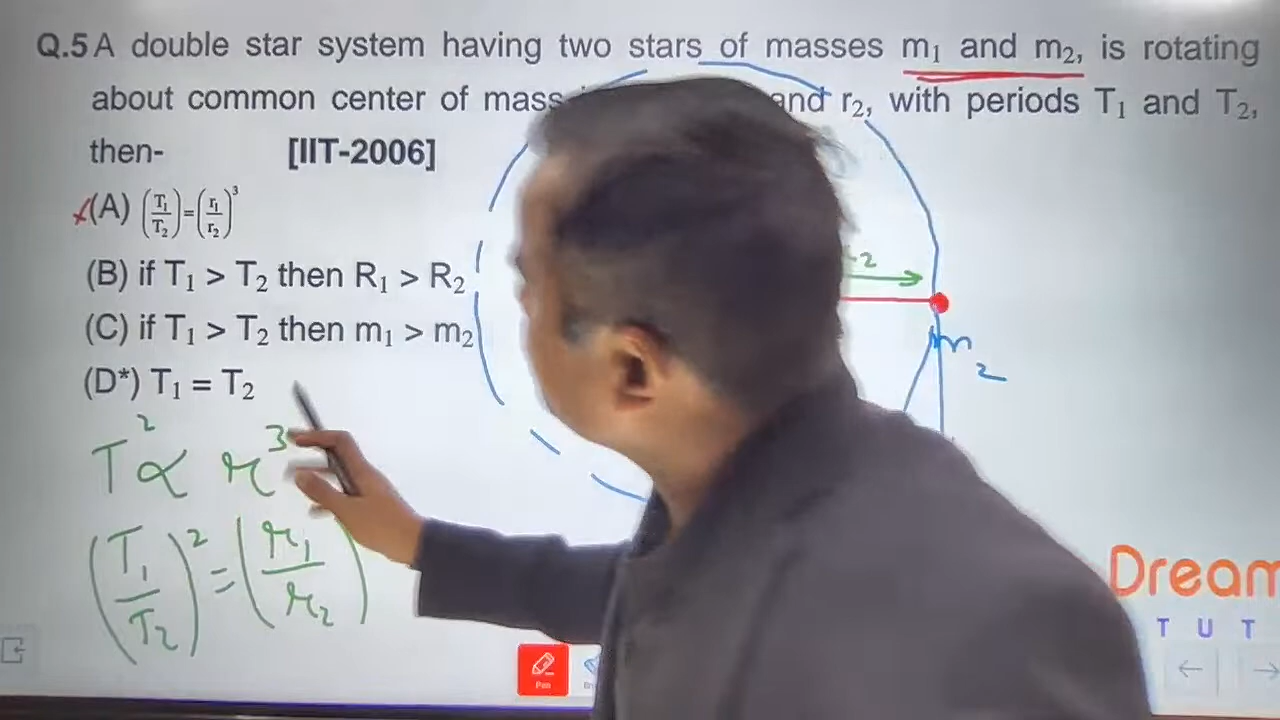 Q.5 A double star system having two stars of masses m₁ and m₂, is rotating
about common center of mass and r₂, with periods T₁ and T₂,
then- [IIT-2006]
(A) (T₁/T₂)=(r₁/r₂)³
(B) if T₁ > T₂ then R₁ > R₂
(C) if T₁ > T₂ then m₁ > m₂
(D*) T₁ = T₂
T² ∝ r³
(T₁/T₂)² = (r₁/r₂)
2
m₂
Dream
T U T
Pen